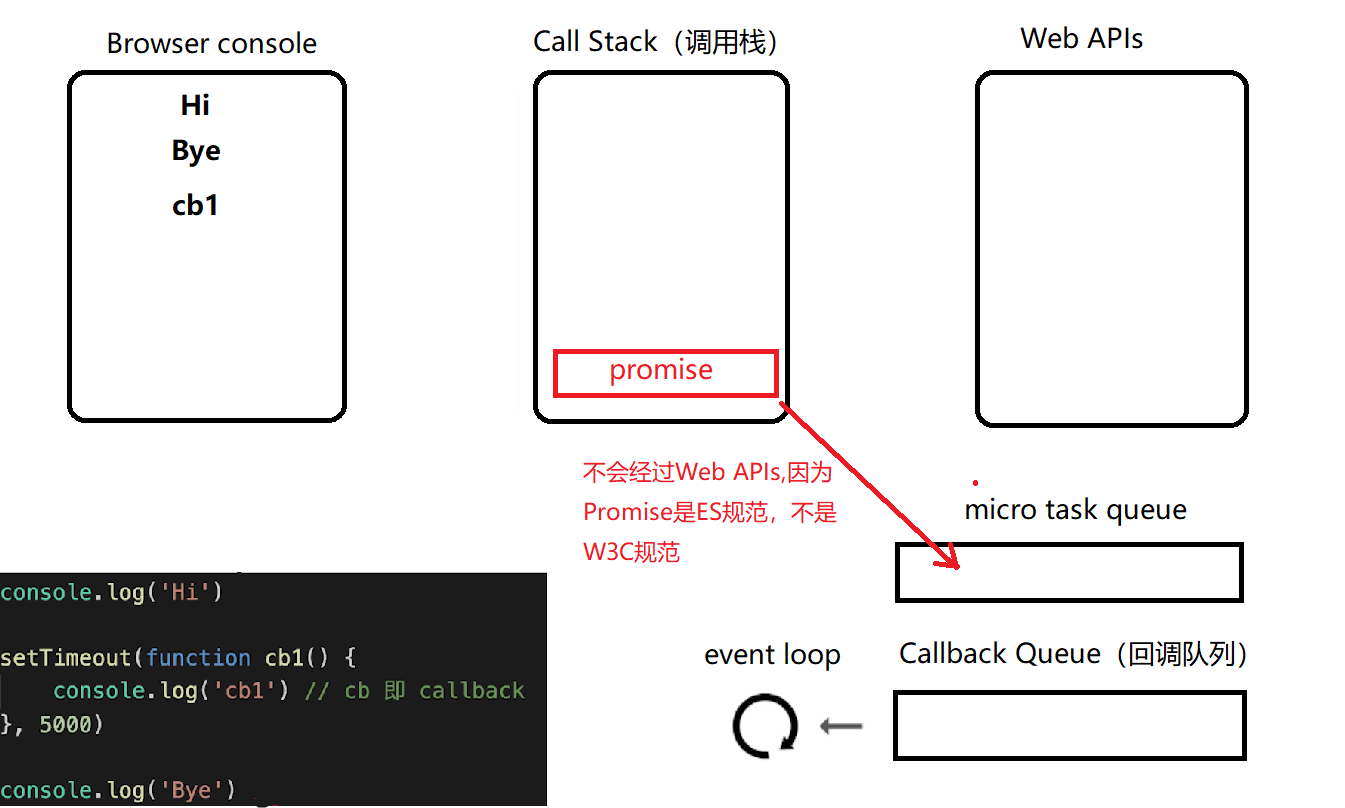 Browser console
Call Stack（调用栈）
Web APIs
Hi
Bye
cb1
promise
不会经过Web APIs,因为
Promise是ES规范，不是
W3C规范
micro task queue
event loop
Callback Queue（回调队列）
console.log('Hi')
setTimeout(function cb1() {
    console.log('cb1') // cb 即 callback
}, 5000)
console.log('Bye')